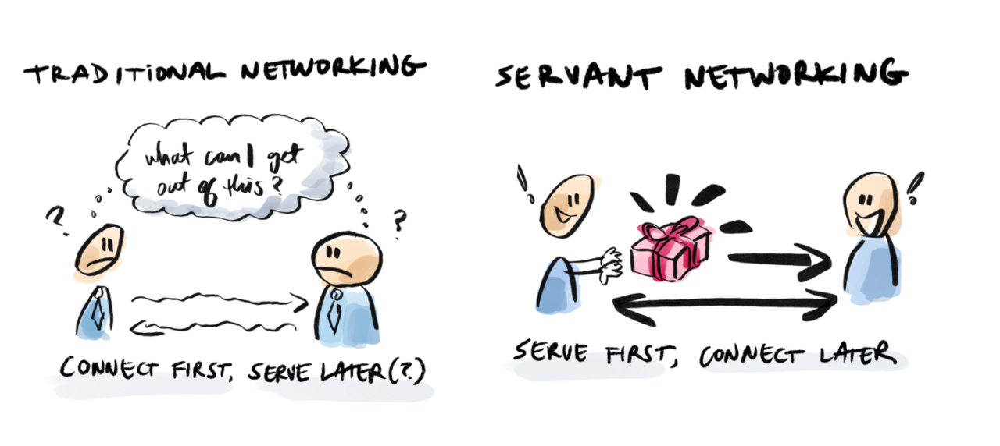 TRADITIONAL NETWORKING
what can I get
out of this?
?
?
CONNECT FIRST, SERVE LATER(?)
SERVANT NETWORKING
!
!
SERVE FIRST, CONNECT LATER